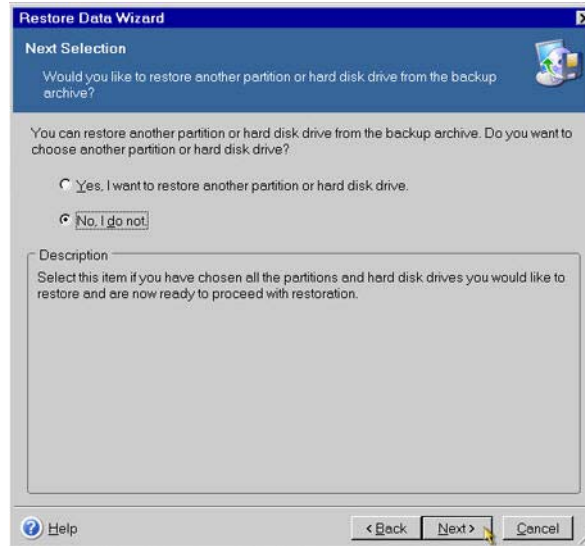 Restore Data Wizard
Next Selection
Would you like to restore another partition or hard disk drive from the backup
archive?
You can restore another partition or hard disk drive from the backup archive. Do you want to
choose another partition or hard disk drive?
Yes, I want to restore another partition or hard disk drive.
No, I do not.
Description
Select this item if you have chosen all the partitions and hard disk drives you would like to
restore and are now ready to proceed with restoration.
Help
< Back
Next >
Cancel